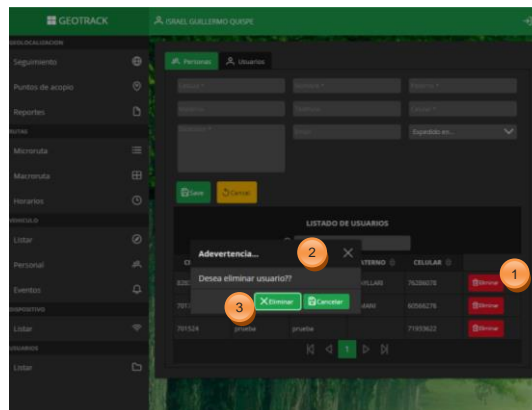 GEOTRACK
ISRAEL GUILLERMO QUISPE
GEOLOCALIZACION
Seguimiento
Puntos de acopio
Reportes
RUTAS
Microruta
Macroruta
Horarios
VEHICULO
Listar
Personal
Eventos
DISPOSITIVO
Listar
USUARIOS
Listar
Personas
Usuarios
Expedido en...
Save
Cancel
LISTADO DE USUARIOS
CELULAR
76286078
Eliminar
60566276
Eliminar
701524 prueba prueba 71933622 Eliminar
1
Adevertencia...
Desea eliminar usuario??
Eliminar
Cancelar
1
2
3